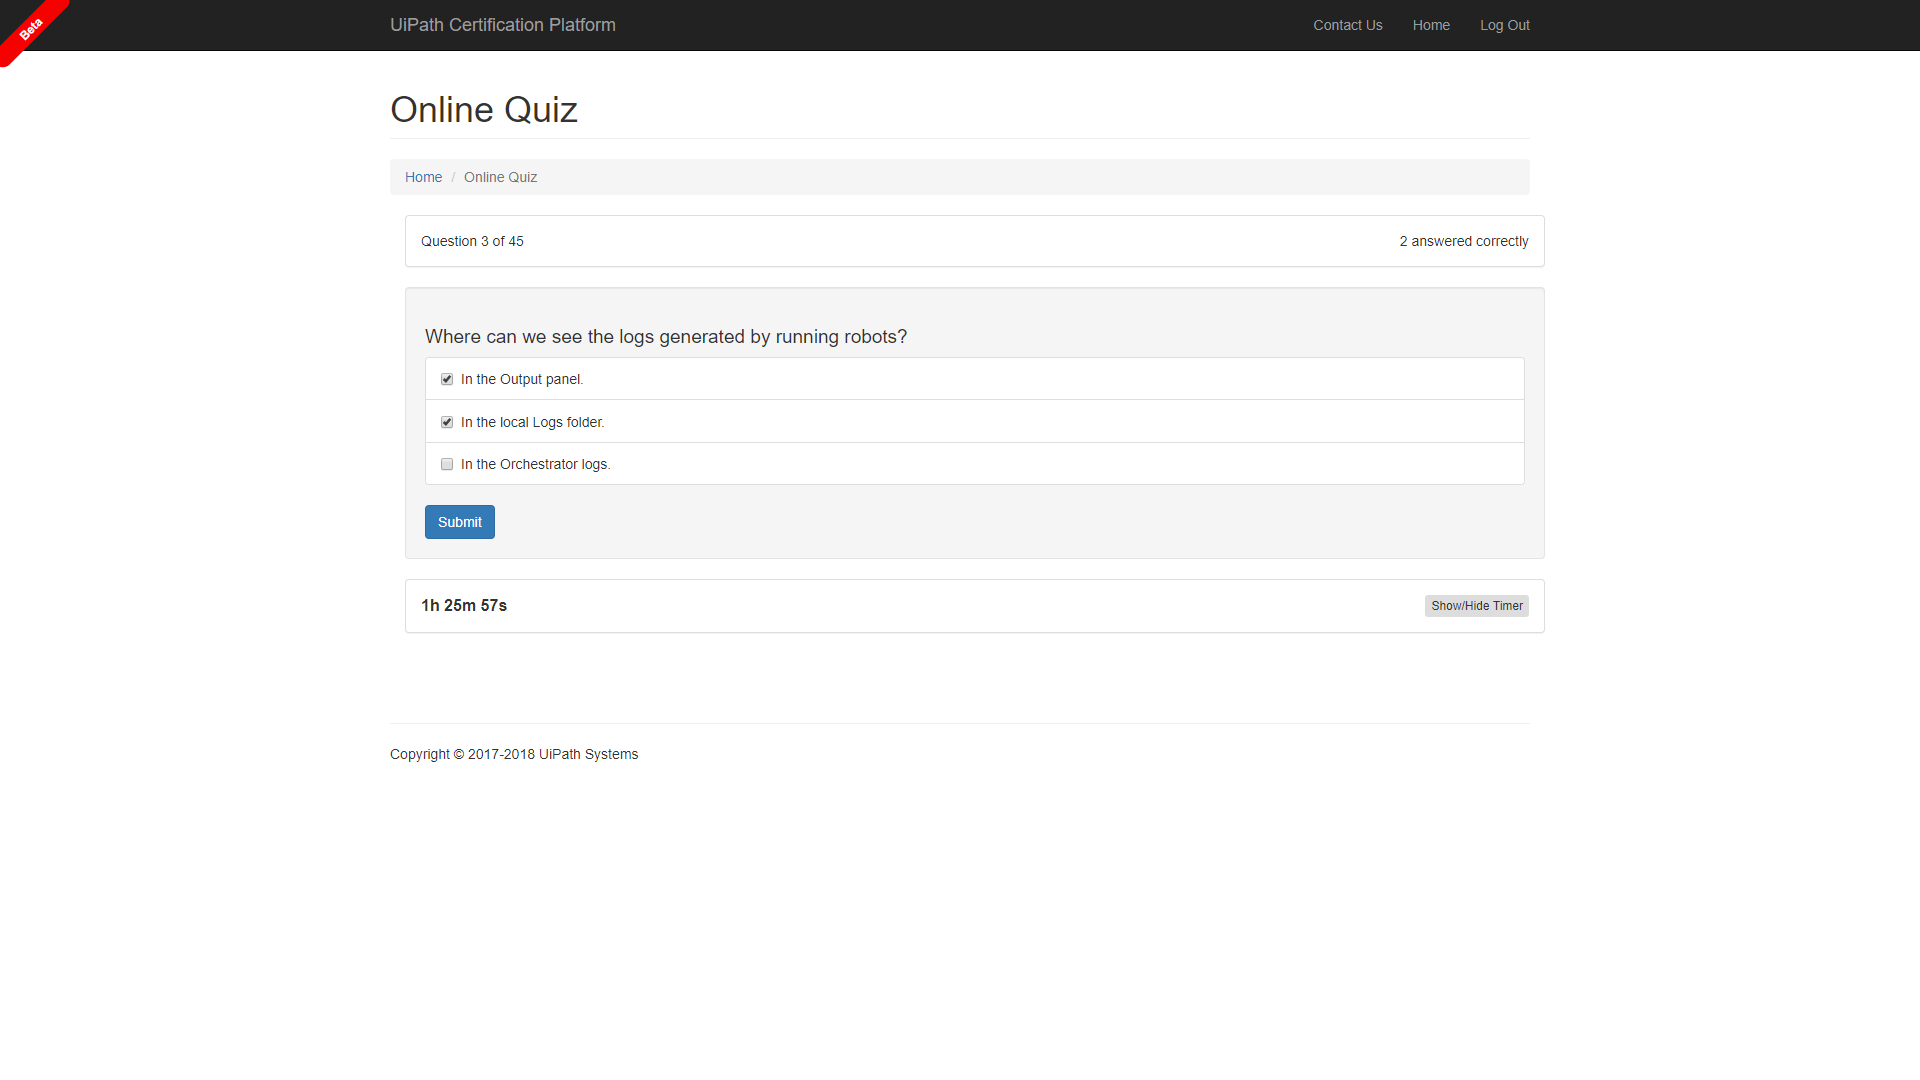 Beta
UiPath Certification Platform
Contact Us Home Log Out
Online Quiz
Home / Online Quiz
Question 3 of 45
2 answered correctly
Where can we see the logs generated by running robots?
In the Output panel.
In the local Logs folder.
In the Orchestrator logs.
Submit
1h 25m 57s
Show/Hide Timer
Copyright © 2017-2018 UiPath Systems